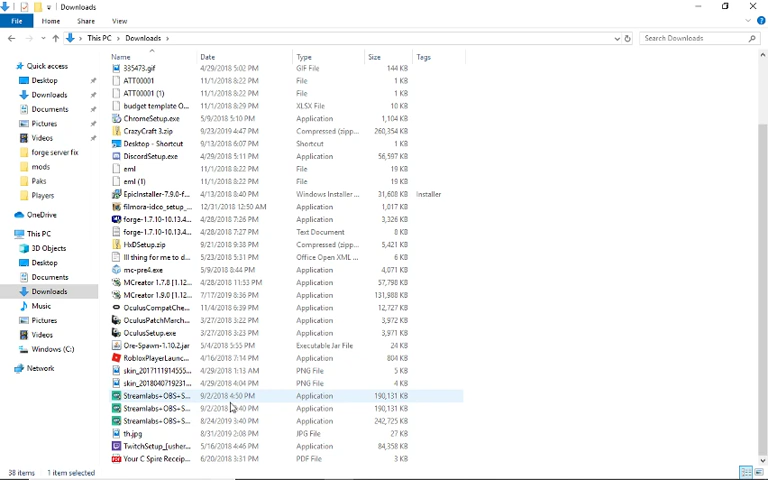 Downloads
File Home Share View
This PC > Downloads >
Search Downloads
Name Date Type Size Tags
335473.gif 4/29/2018 5:02 PM GIF File 144 KB
ATT00001 11/1/2018 8:22 PM File 1 KB
ATT00001 (1) 11/1/2018 8:22 PM File 1 KB
budget template O... 11/1/2018 8:29 PM XLSX File 10 KB
ChromeSetup.exe 5/9/2018 5:10 PM Application 1,104 KB
CrazyCraft 3.zip 9/23/2019 4:47 PM Compressed (zipp... 260,354 KB
Desktop - Shortcut 9/13/2018 6:07 PM Shortcut 1 KB
DiscordSetup.exe 4/29/2018 5:11 PM Application 56,597 KB
eml 11/1/2018 8:22 PM File 19 KB
eml (1) 11/1/2018 8:22 PM File 19 KB
EpicInstaller-7.9.0-f... 4/13/2018 8:40 PM Windows Installer ... 31,608 KB Installer
filmora-idco_setup_... 12/31/2018 12:50 AM Application 1,017 KB
forge-1.7.10-10.13.4... 4/28/2018 7:26 PM Application 3,326 KB
forge-1.7.10-10.13.4... 4/28/2018 7:27 PM Text Document 8 KB
HxDSetup.zip 9/21/2019 9:38 PM Compressed (zipp... 5,421 KB
Ill thing for me to d... 5/23/2018 5:31 PM Office Open XML ... 6 KB
mc-pre4.exe 5/9/2018 8:44 PM Application 4,071 KB
MCreator 1.7.8 [1.12... 4/28/2018 11:53 PM Application 57,798 KB
MCreator 1.9.0 [1.12... 7/17/2019 8:36 PM Application 131,988 KB
OculusCompatChe... 11/4/2018 6:39 PM Application 12,727 KB
OculusPatchMarch... 3/27/2018 3:22 PM Application 3,972 KB
OculusSetup.exe 3/27/2018 3:23 PM Application 3,971 KB
Ore-Spawn-1.10.2.jar 5/4/2018 5:55 PM Executable Jar File 24 KB
RobloxPlayerLaunc... 4/16/2018 7:14 PM Application 804 KB
skin_2017111914555... 4/29/2018 1:13 AM PNG File 5 KB
skin_2018040719231... 4/29/2018 4:04 PM PNG File 4 KB
Streamlabs+OBS+S... 9/2/2018 4:50 PM Application 190,131 KB
Streamlabs+OBS+S... 9/2/2018 :40 PM Application 190,131 KB
Streamlabs+OBS+S... 8/24/2019 3:40 PM Application 242,725 KB
th.jpg 8/31/2019 2:08 PM JPG File 27 KB
TwitchSetup_[usher... 5/16/2018 4:46 PM Application 84,358 KB
Your C Spire Receip... 6/20/2018 3:31 PM PDF File 3 KB
Quick access
Desktop
Downloads
Documents
Pictures
Videos
forge server fix
mods
Paks
Players
OneDrive
This PC
3D Objects
Desktop
Documents
Downloads
Music
Pictures
Videos
Windows (C:)
Network
38 items 1 item selected